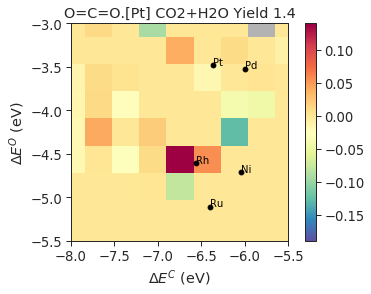 O=C=O.[Pt] CO2+H2O Yield 1.4
−3.0
−3.5
−4.0
−4.5
−5.0
−5.5
ΔE^O (eV)
Pt
Pd
Rh
Ni
Ru
−8.0 −7.5 −7.0 −6.5 −6.0 −5.5
ΔE^C (eV)
0.10
0.05
0.00
−0.05
−0.10
−0.15